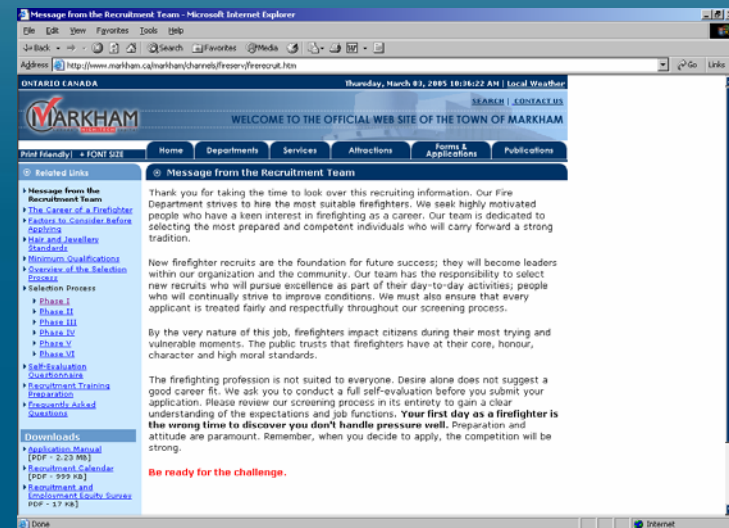 Message from the Recruitment Team - Microsoft Internet Explorer
File Edit View Favorites Tools Help
Back Search Favorites Media
Address http://www.markham.ca/markham/channels/fireserv/firerecruit.htm Go Links
ONTARIO CANADA Thursday, March 03, 2005 10:36:22 AM | Local Weather
SEARCH | CONTACT US
MARKHAM
WELCOME TO THE OFFICIAL WEB SITE OF THE TOWN OF MARKHAM
Print Friendly | + FONT SIZE Home Departments Services Attractions Forms & Applications Publications
Related Links
Message from the
Recruitment Team
The Career of a Firefighter
Factors to Consider Before
Applying
Hair and Jewellery
Standards
Minimum Qualifications
Overview of the Selection
Process
Selection Process
Phase I
Phase II
Phase III
Phase IV
Phase V
Phase VI
Self-Evaluation
Questionnaire
Recruitment Training
Preparation
Frequently Asked
Questions
Downloads
Application Manual
[PDF - 2.23 MB]
Recruitment Calendar
[PDF - 999 KB]
Recruitment and
Employment Equity Survey
PDF - 17 KB]
Message from the Recruitment Team
Thank you for taking the time to look over this recruiting information. Our Fire
Department strives to hire the most suitable firefighters. We seek highly motivated
people who have a keen interest in firefighting as a career. Our team is dedicated to
selecting the most prepared and competent individuals who will carry forward a strong
tradition.
New firefighter recruits are the foundation for future success; they will become leaders
within our organization and the community. Our team has the responsibility to select
new recruits who will pursue excellence as part of their day-to-day activities; people
who will continually strive to improve conditions. We must also ensure that every
applicant is treated fairly and respectfully throughout our screening process.
By the very nature of this job, firefighters impact citizens during their most trying and
vulnerable moments. The public trusts that firefighters have at their core, honour,
character and high moral standards.
The firefighting profession is not suited to everyone. Desire alone does not suggest a
good career fit. We ask you to conduct a full self-evaluation before you submit your
application. Please review our screening process in its entirety to gain a clear
understanding of the expectations and job functions. Your first day as a firefighter is
the wrong time to discover you don't handle pressure well. Preparation and
attitude are paramount. Remember, when you decide to apply, the competition will be
strong.
Be ready for the challenge.
Done Internet